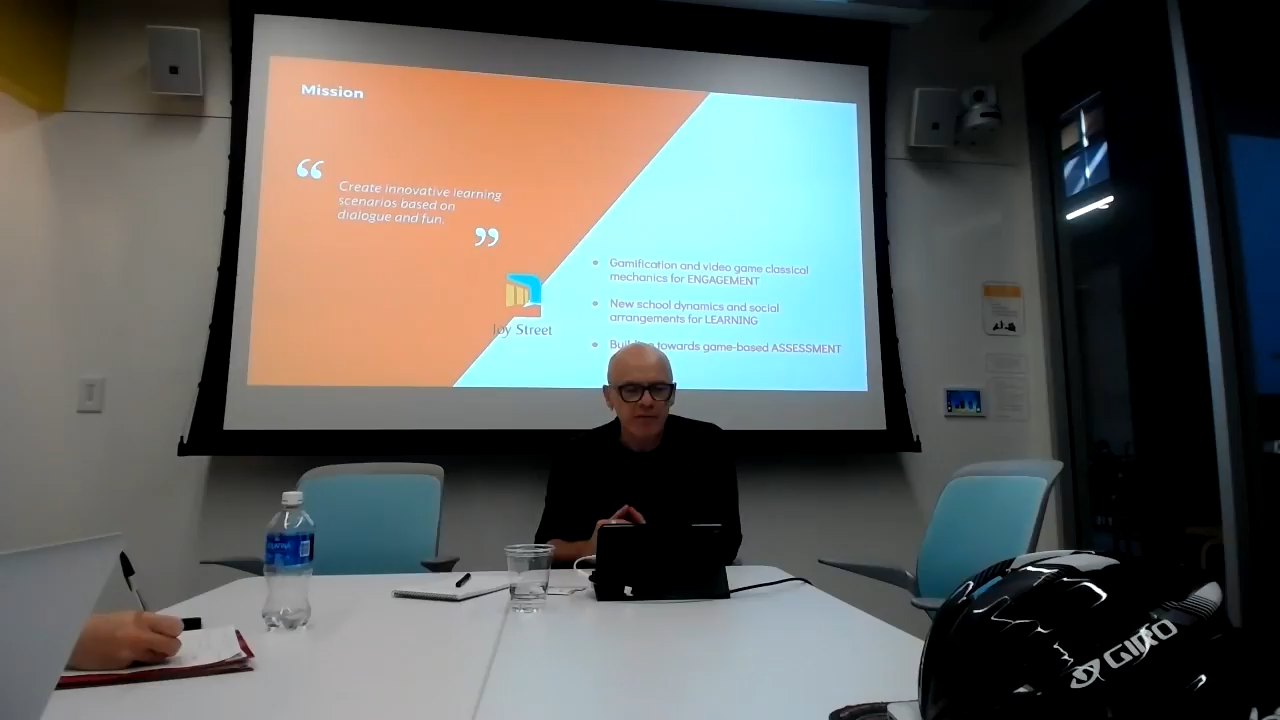 Mission
“
Create innovative learning
scenarios based on
dialogue and fun.
”
Joy Street
• Gamification and video game classical
mechanics for ENGAGEMENT
• New school dynamics and social
arrangements for LEARNING
• towards game-based ASSESSMENT
GIRO